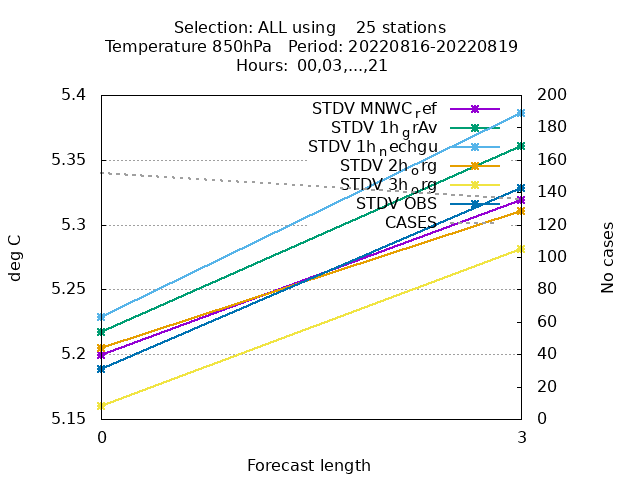 Selection: ALL using    25 stations
Temperature 850hPa   Period: 20220816-20220819
Hours:  00,03,...,21
5.4
5.35
5.3
5.25
5.2
5.15
deg C
STDV MNWC_ref
STDV 1h_grAv
STDV 1h_nechgu
STDV 2h_org
STDV 3h_org
STDV OBS
CASES
200
180
160
140
120
100
80
60
40
20
0
No cases
0
3
Forecast length